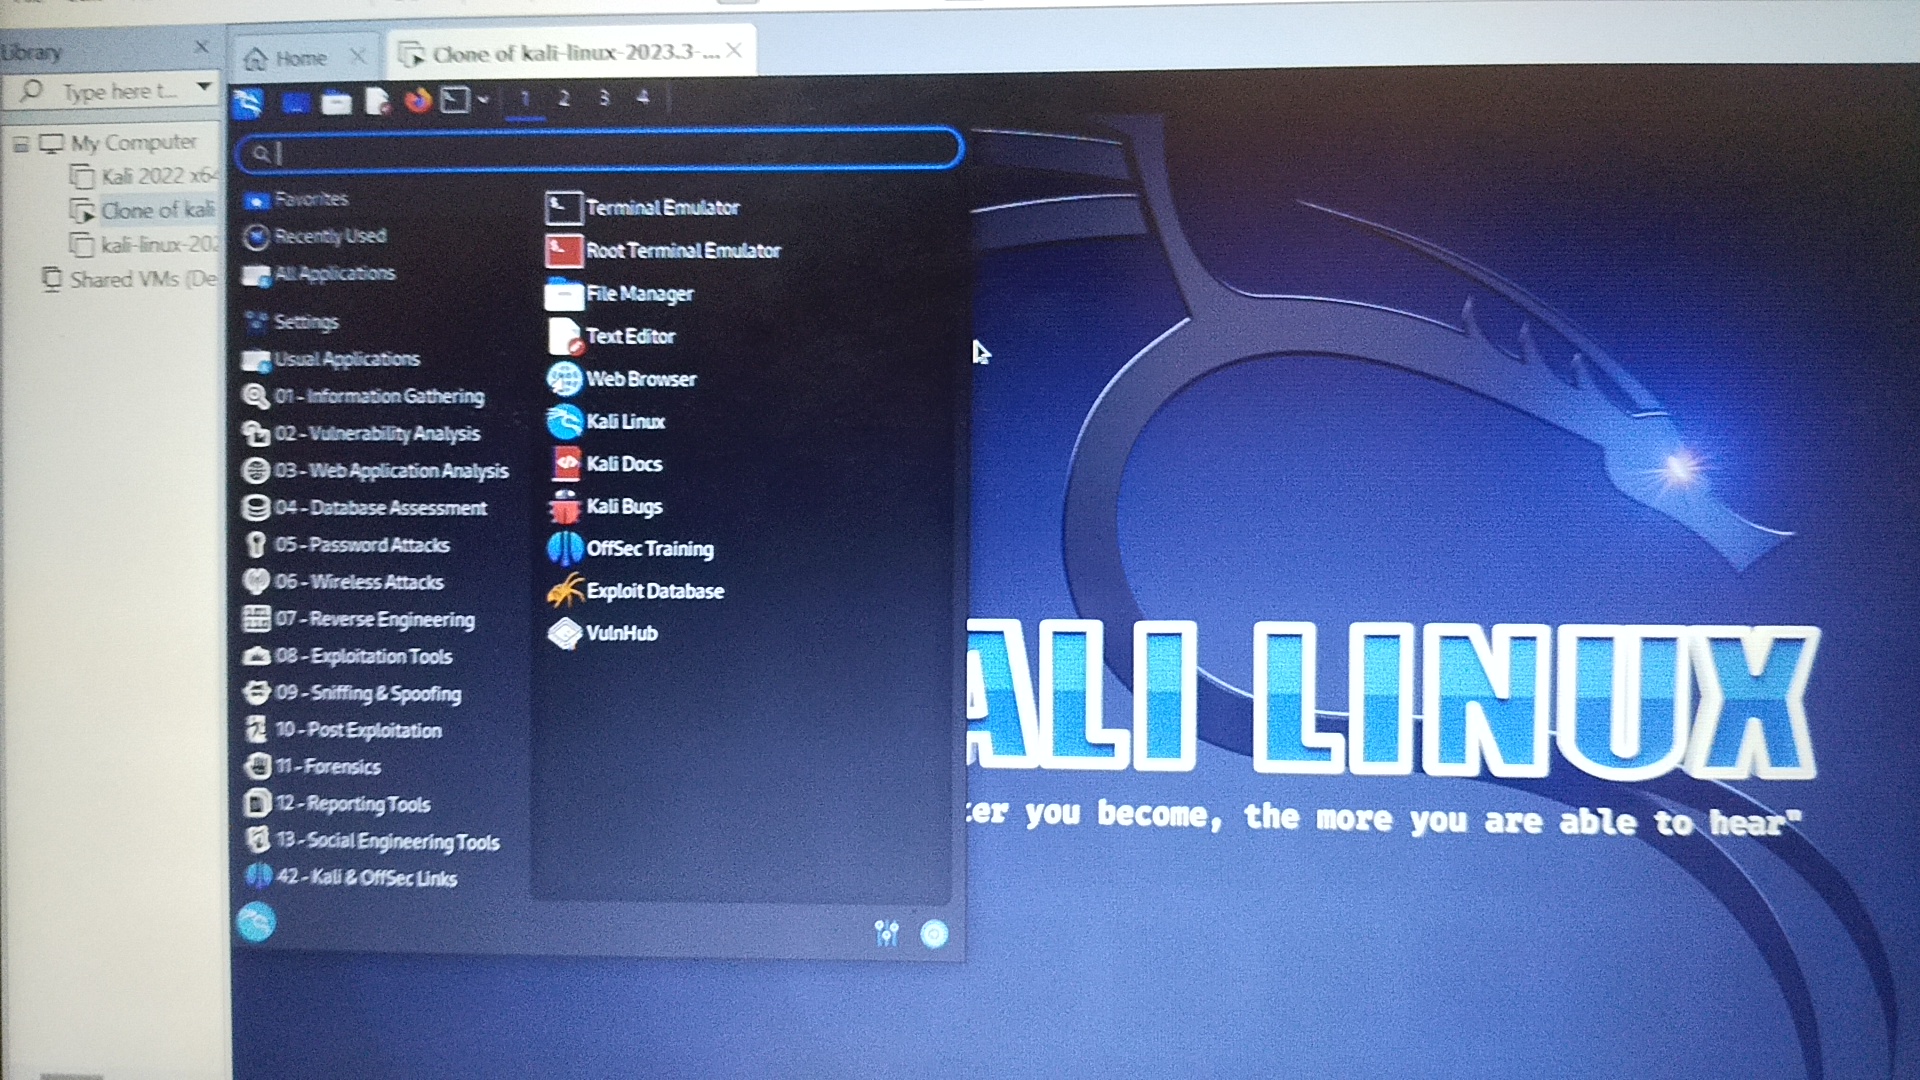 Library
Home
Clone of kali-linux-2023.3-...
Type here t...
1 2 3 4
My Computer
Kali 2022 x64
Clone of kali
kali-linux-202
Shared VMs (De
Favorites
Recently Used
All Applications
Settings
Usual Applications
01 - Information Gathering
02 - Vulnerability Analysis
03 - Web Application Analysis
04 - Database Assessment
05 - Password Attacks
06 - Wireless Attacks
07 - Reverse Engineering
08 - Exploitation Tools
09 - Sniffing & Spoofing
10 - Post Exploitation
11 - Forensics
12 - Reporting Tools
13 - Social Engineering Tools
42 - Kali & OffSec Links
Terminal Emulator
Root Terminal Emulator
File Manager
Text Editor
Web Browser
Kali Linux
Kali Docs
Kali Bugs
OffSec Training
Exploit Database
VulnHub
ALI LINUX
ter you become, the more you are able to hear"